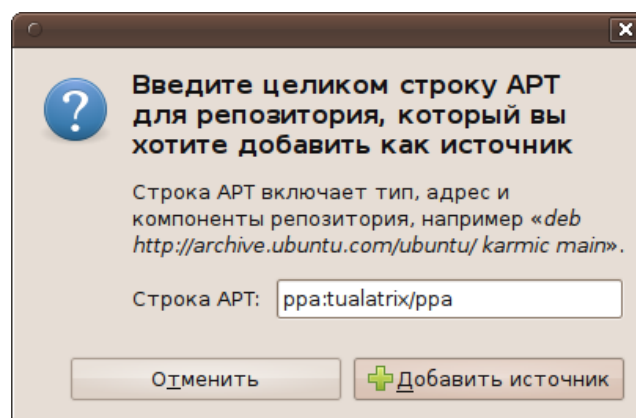 Введите целиком строку APT
для репозитория, который вы
хотите добавить как источник
Строка APT включает тип, адрес и
компоненты репозитория, например «deb
http://archive.ubuntu.com/ubuntu/ karmic main».
Строка APT: ppa:tualatrix/ppa
Отменить Добавить источник